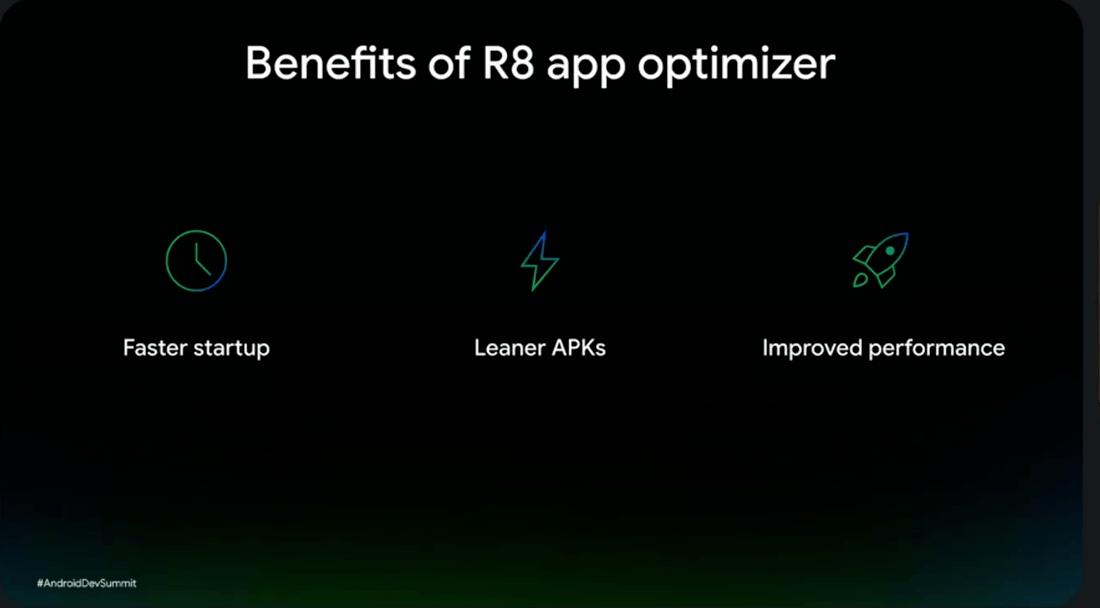 Benefits of R8 app optimizer
Faster startup
Leaner APKs
Improved performance
#AndroidDevSummit